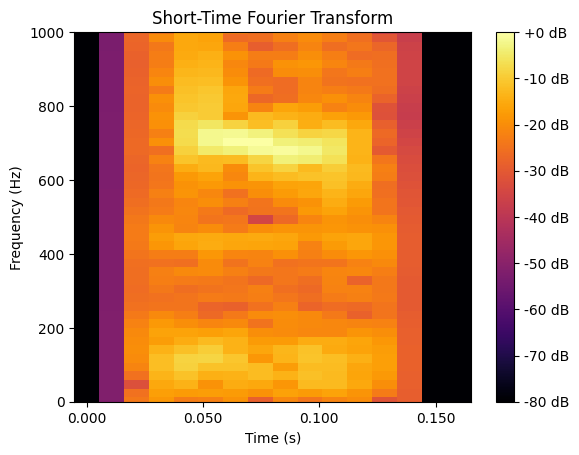 Short-Time Fourier Transform
Frequency (Hz)
1000
800
600
400
200
0
0.000
0.050
0.100
0.150
Time (s)
+0 dB
-10 dB
-20 dB
-30 dB
-40 dB
-50 dB
-60 dB
-70 dB
-80 dB